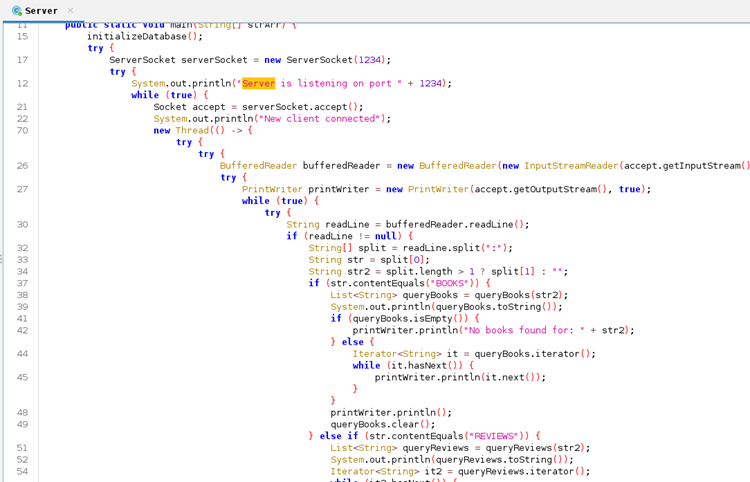 Server ×
11 public static void main(String[] strArr) {
15 initializeDatabase();
try {
17 ServerSocket serverSocket = new ServerSocket(1234);
try {
12 System.out.println("Server is listening on port " + 1234);
while (true) {
21 Socket accept = serverSocket.accept();
22 System.out.println("New client connected");
70 new Thread(() -> {
try {
try {
26 BufferedReader bufferedReader = new BufferedReader(new InputStreamReader(accept.getInputStream()
try {
27 PrintWriter printWriter = new PrintWriter(accept.getOutputStream(), true);
while (true) {
try {
30 String readLine = bufferedReader.readLine();
if (readLine != null) {
32 String[] split = readLine.split(":");
33 String str = split[0];
34 String str2 = split.length > 1 ? split[1] : "";
37 if (str.contentEquals("BOOKS")) {
38 List<String> queryBooks = queryBooks(str2);
39 System.out.println(queryBooks.toString());
41 if (queryBooks.isEmpty()) {
42 printWriter.println("No books found for: " + str2);
} else {
44 Iterator<String> it = queryBooks.iterator();
while (it.hasNext()) {
45 printWriter.println(it.next());
}
}
48 printWriter.println();
49 queryBooks.clear();
} else if (str.contentEquals("REVIEWS")) {
51 List<String> queryReviews = queryReviews(str2);
52 System.out.println(queryReviews.toString());
54 Iterator<String> it2 = queryReviews.iterator();
while (it2.hasNext()) {